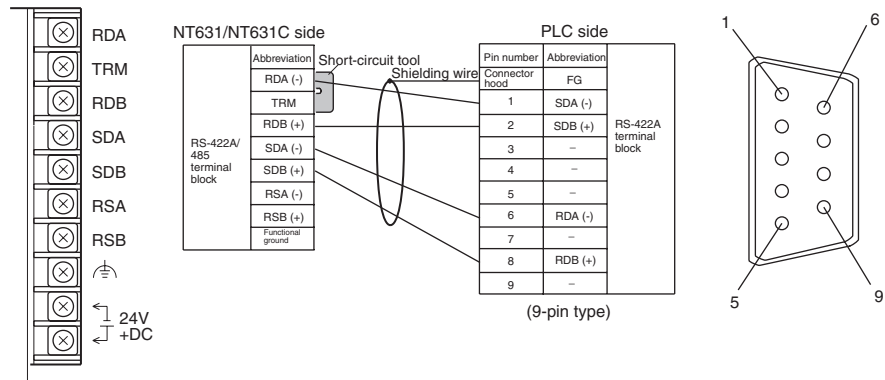 RDA
TRM
RDB
SDA
SDB
RSA
RSB
24V
+DC
NT631/NT631C side
Abbreviation
RDA (-)
TRM
RDB (+)
SDA (-)
SDB (+)
RSA (-)
RSB (+)
Functional
ground
RS-422A/
485
terminal
block
Short-circuit tool
Shielding wire
PLC side
Pin number Abbreviation
Connector
hood FG
1 SDA (-)
2 SDB (+)
3 –
4 –
5 –
6 RDA (-)
7 –
8 RDB (+)
9 –
RS-422A
terminal
block
(9-pin type)
1
6
5
9